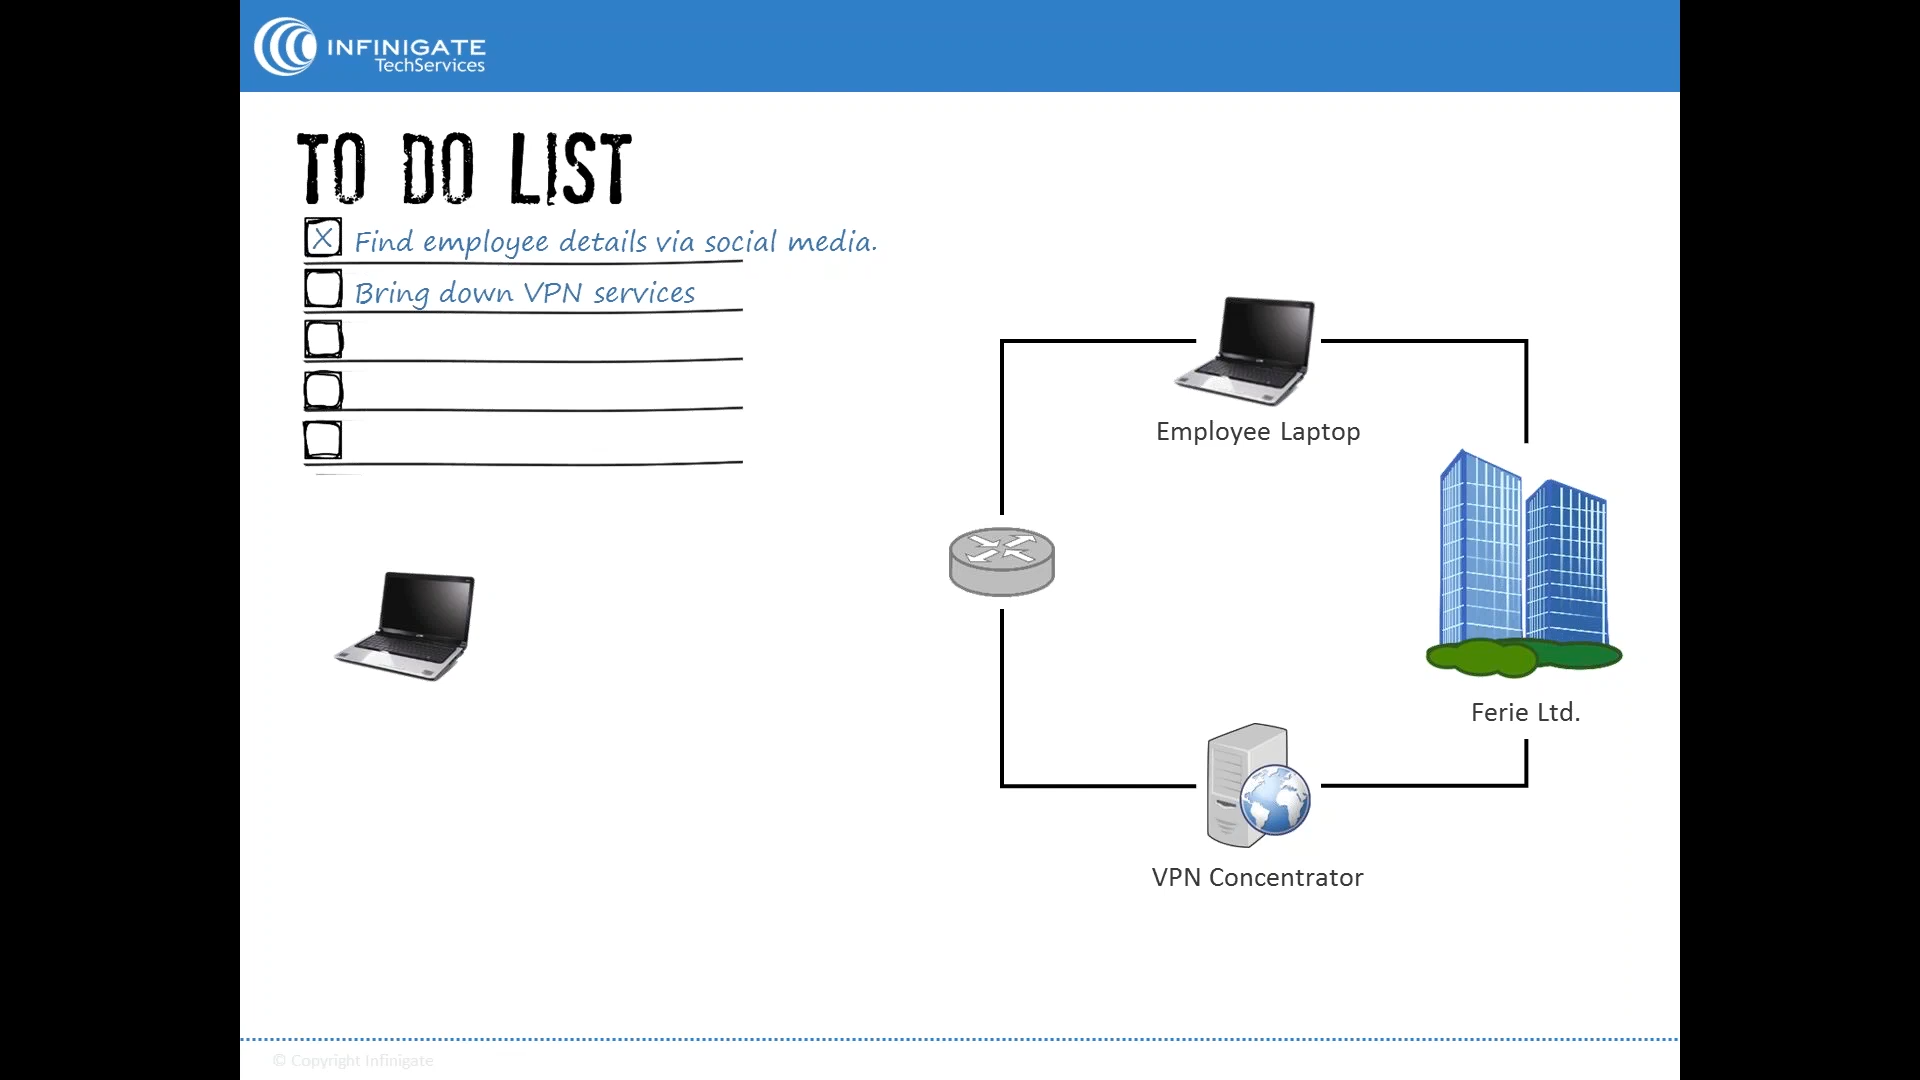 INFINIGATE
TechServices
TO DO LIST
X Find employee details via social media.
Bring down VPN services
Employee Laptop
Ferie Ltd.
VPN Concentrator
© Copyright Infinigate